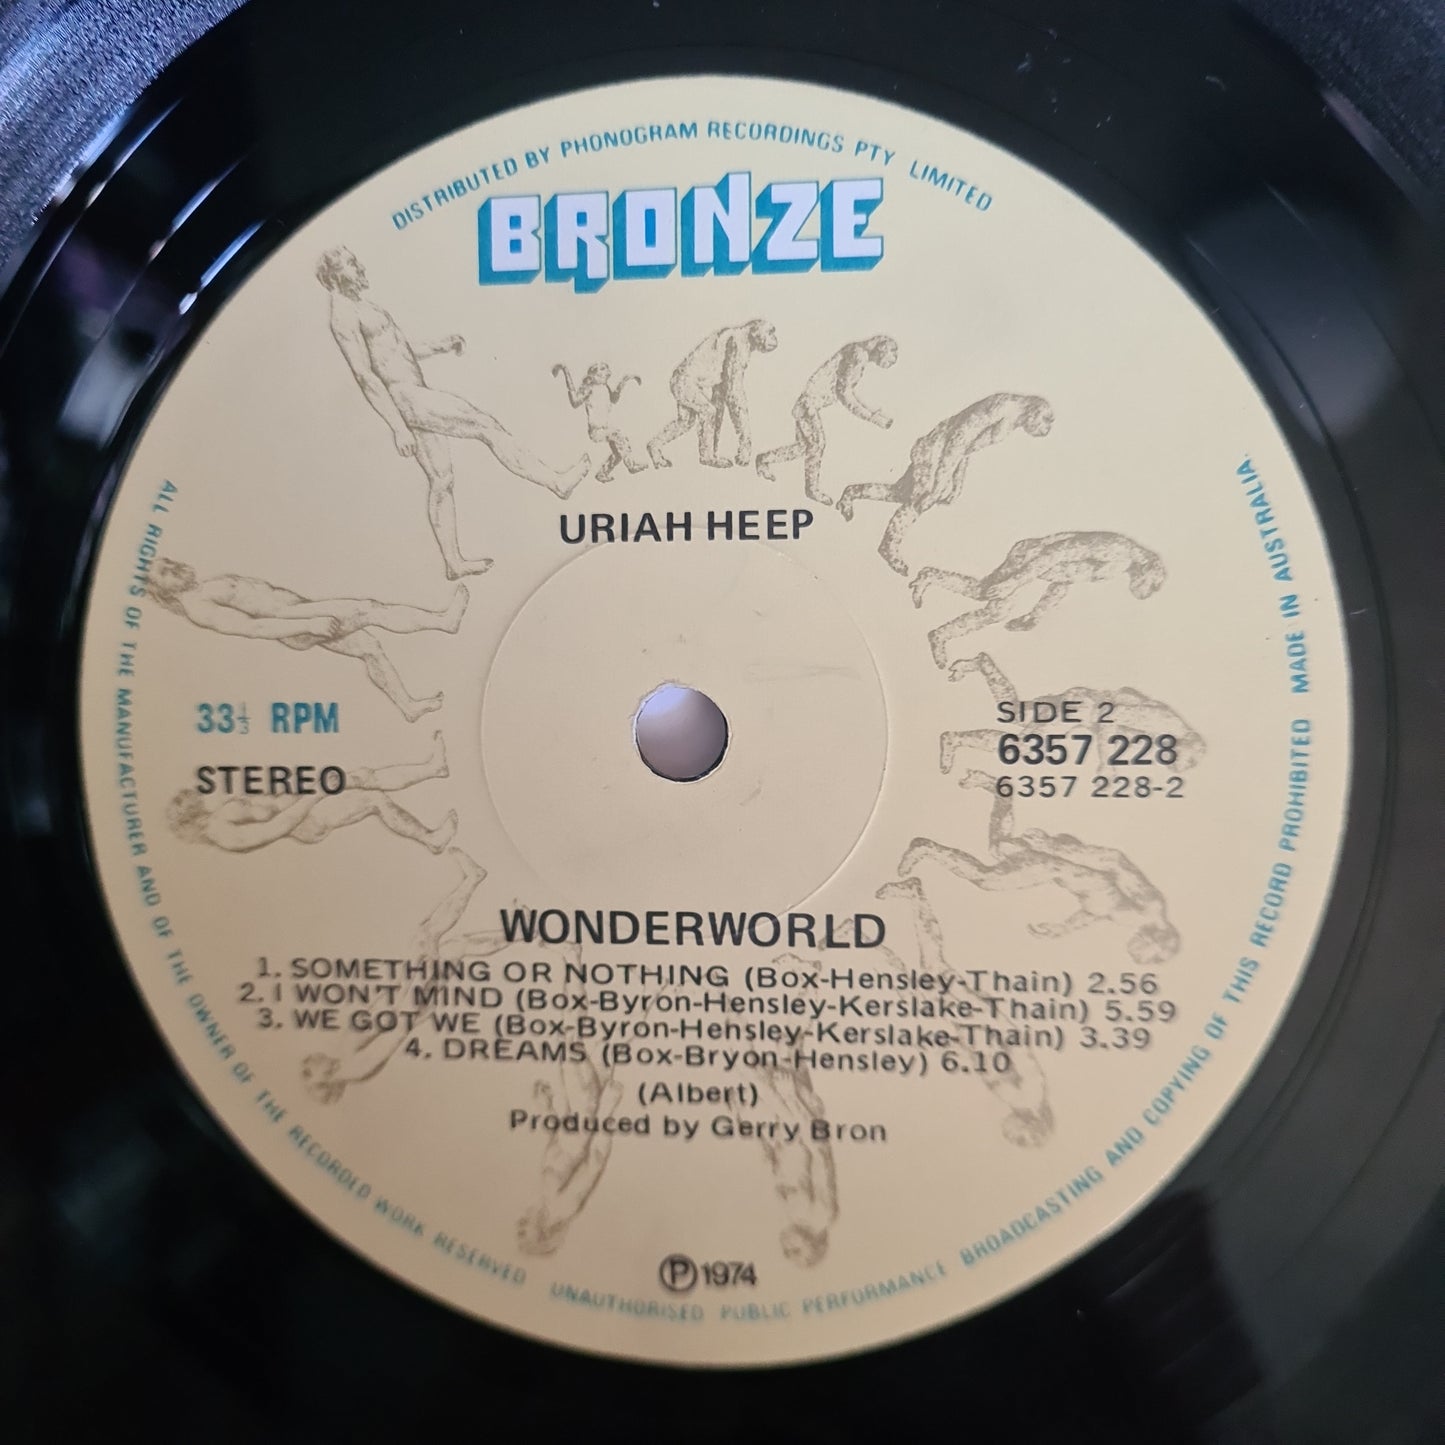 DISTRIBUTED BY PHONOGRAM RECORDINGS PTY LIMITED
BRONZE
URIAH HEEP
33⅓ RPM
STEREO
SIDE 2
6357 228
6357 228-2
WONDERWORLD
1. SOMETHING OR NOTHING (Box-Hensley-Thain) 2.56
2. I WON'T MIND (Box-Byron-Hensley-Kerslake-Thain) 5.59
3. WE GOT WE (Box-Byron-Hensley-Kerslake-Thain) 3.39
4. DREAMS (Box-Bryon-Hensley) 6.10
(Albert)
Produced by Gerry Bron
Ⓟ 1974
ALL RIGHTS OF THE MANUFACTURER AND OF THE OWNER OF THE RECORDED WORK RESERVED UNAUTHORISED PUBLIC PERFORMANCE BROADCASTING AND COPYING OF THIS RECORD PROHIBITED MADE IN AUSTRALIA.